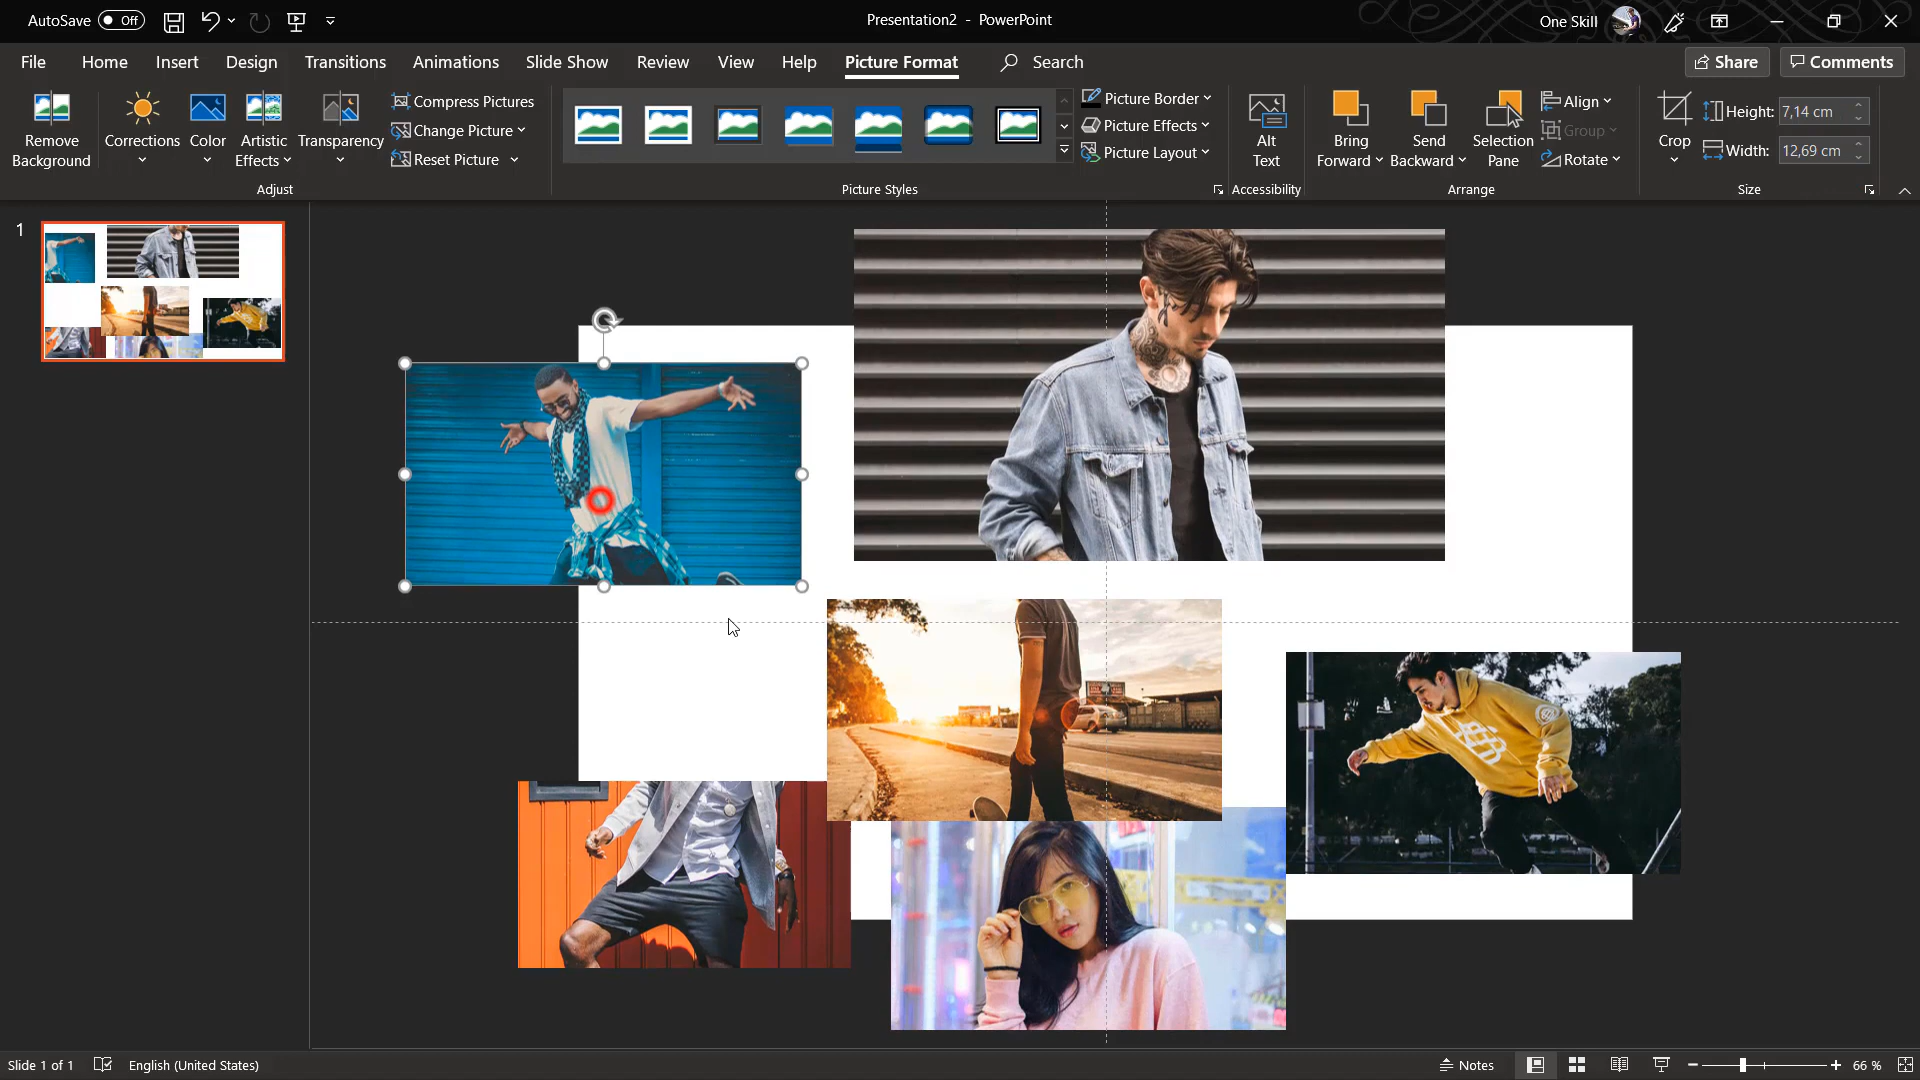 AutoSave Off
Presentation2 - PowerPoint
One Skill
File Home Insert Design Transitions Animations Slide Show Review View Help Picture Format Search
Share Comments
Remove Background
Corrections
Color
Artistic Effects
Transparency
Compress Pictures
Change Picture
Reset Picture
Adjust
Picture Styles
Picture Border
Picture Effects
Picture Layout
Alt Text
Accessibility
Bring Forward
Send Backward
Selection Pane
Align
Group
Rotate
Arrange
Crop
Height: 7,14 cm
Width: 12,69 cm
Size
1
Slide 1 of 1
English (United States)
Notes
66 %